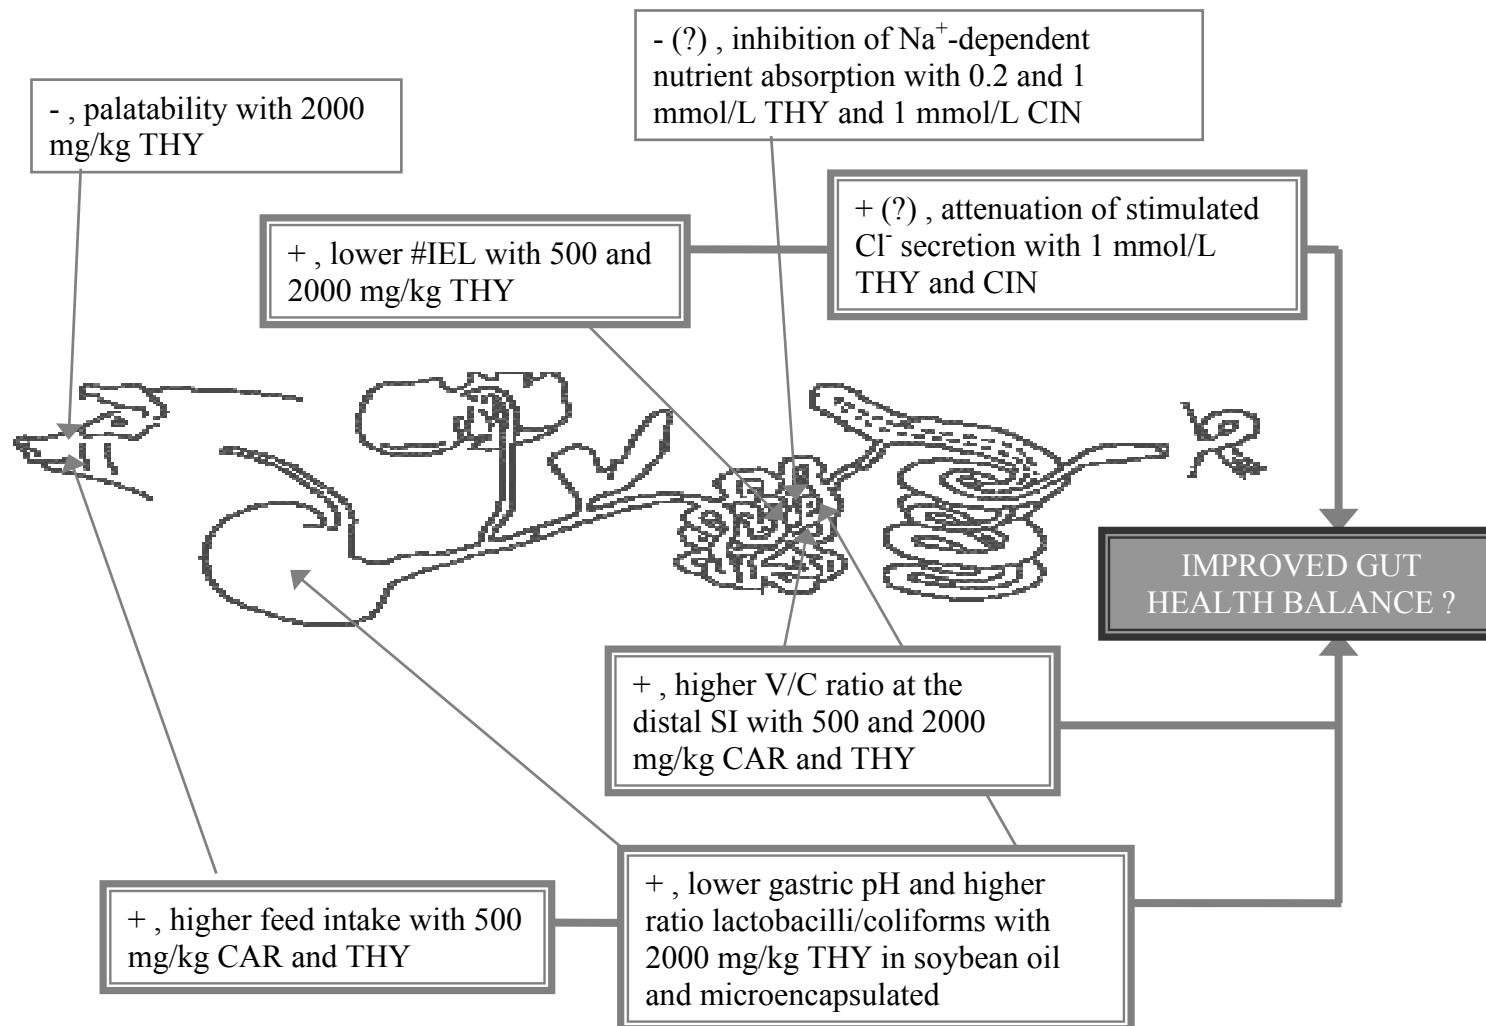 - (?) , inhibition of Na⁺-dependent
nutrient absorption with 0.2 and 1
mmol/L THY and 1 mmol/L CIN
- , palatability with 2000
mg/kg THY
+ (?) , attenuation of stimulated
Cl⁻ secretion with 1 mmol/L
THY and CIN
+ , lower #IEL with 500 and
2000 mg/kg THY
IMPROVED GUT
HEALTH BALANCE ?
+ , higher V/C ratio at the
distal SI with 500 and 2000
mg/kg CAR and THY
+ , higher feed intake with 500
mg/kg CAR and THY
+ , lower gastric pH and higher
ratio lactobacilli/coliforms with
2000 mg/kg THY in soybean oil
and microencapsulated